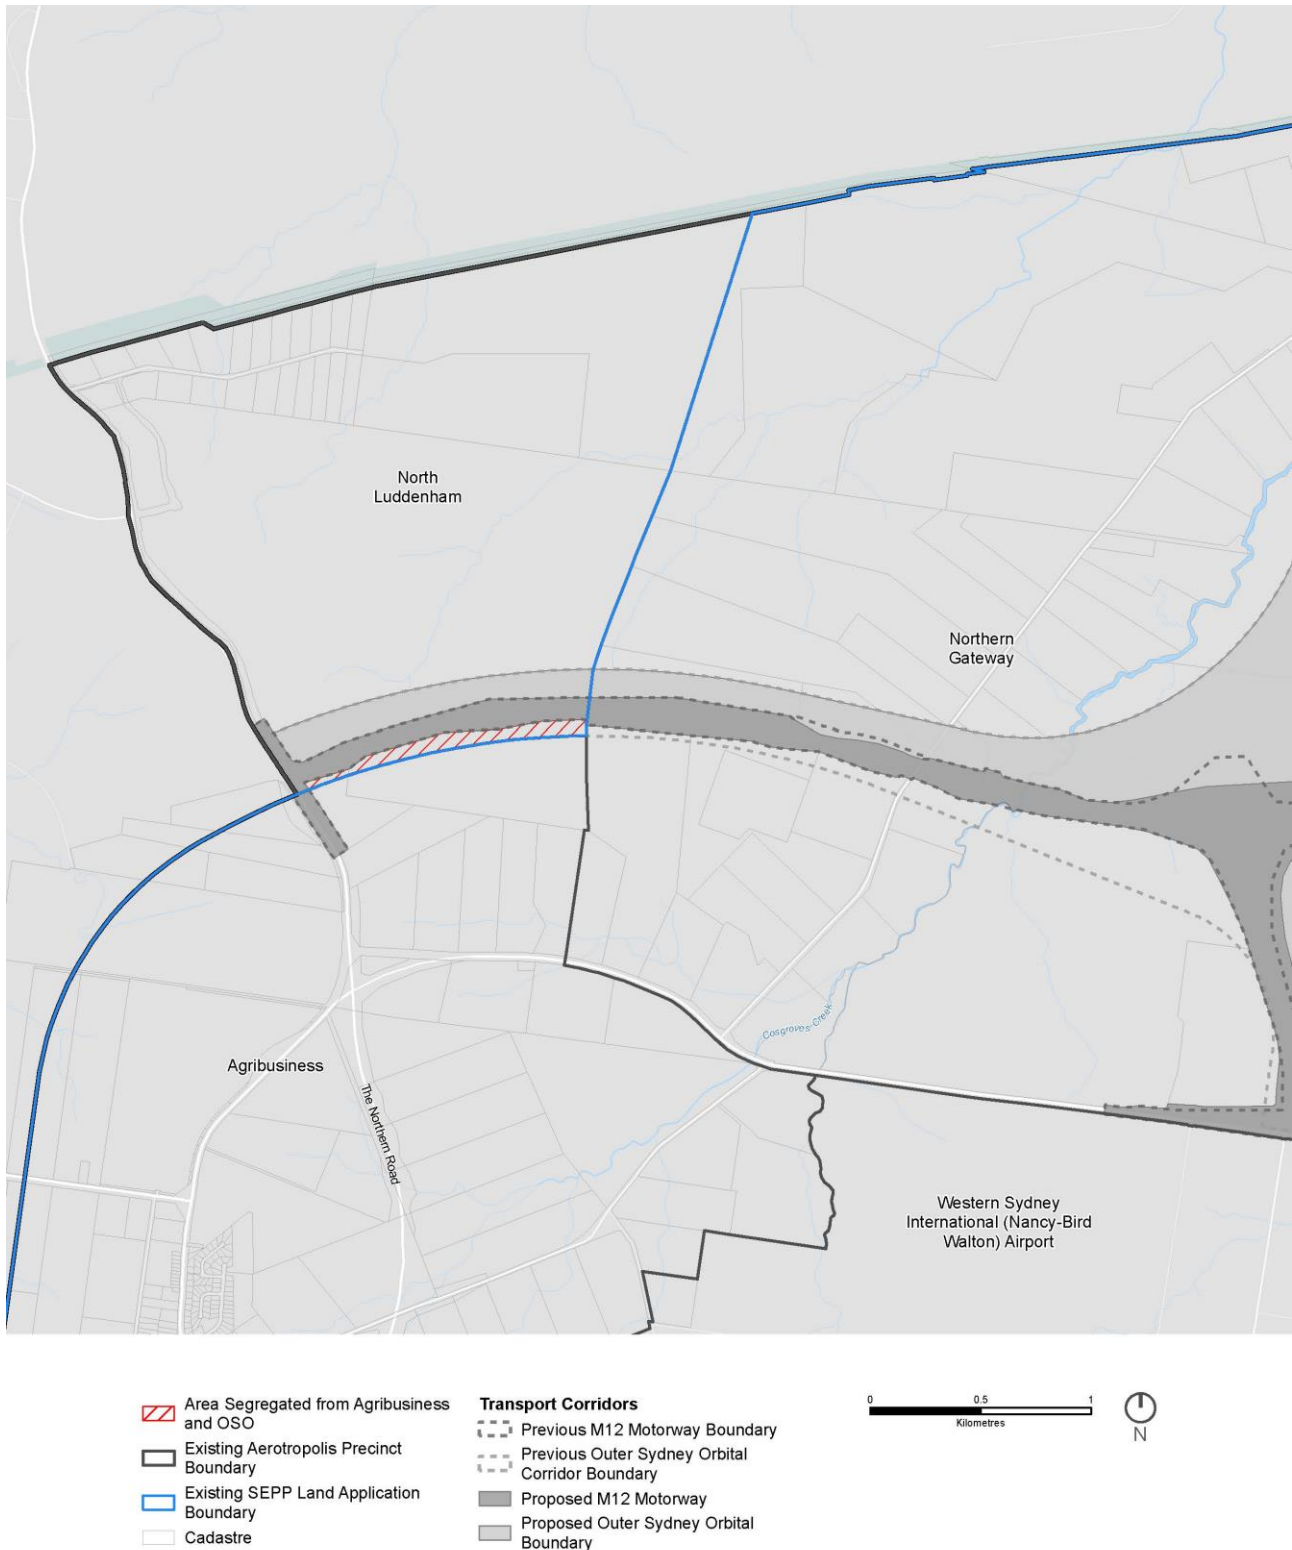 North
Luddenham
Northern
Gateway
Cosgroves Creek
Agribusiness
The Northern Road
Western Sydney
International (Nancy-Bird
Walton) Airport
Area Segregated from Agribusiness
and OSO
Existing Aerotropolis Precinct
Boundary
Existing SEPP Land Application
Boundary
Cadastre
Transport Corridors
Previous M12 Motorway Boundary
Previous Outer Sydney Orbital
Corridor Boundary
Proposed M12 Motorway
Proposed Outer Sydney Orbital
Boundary
0 0.5 1
Kilometres
N